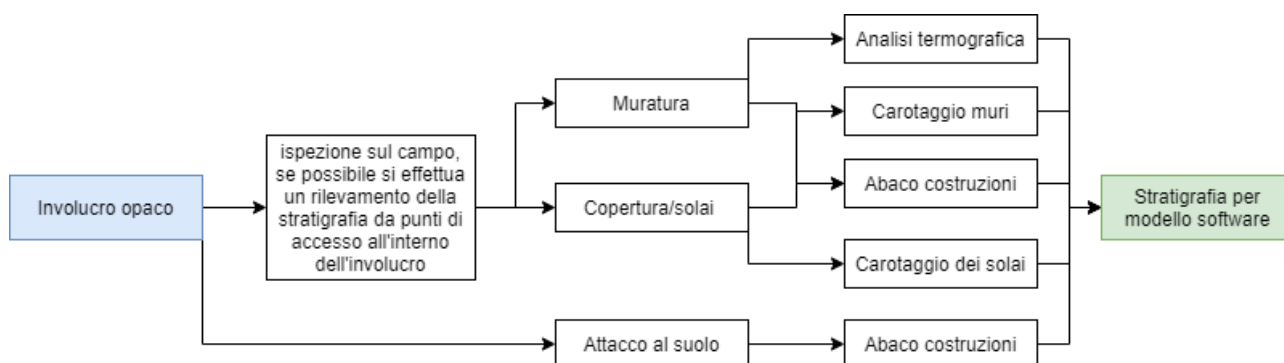 Involucro opaco
ispezione sul campo,
se possibile si effettua
un rilevamento della
stratigrafia da punti di
accesso all'interno
dell'involucro
Muratura
Copertura/solai
Attacco al suolo
Analisi termografica
Carotaggio muri
Abaco costruzioni
Carotaggio dei solai
Abaco costruzioni
Stratigrafia per
modello software